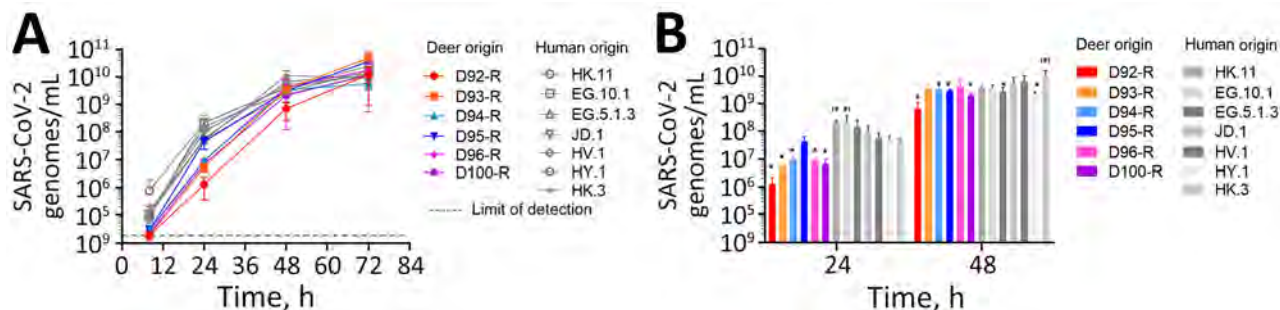 A
SARS-CoV-2
genomes/mL
10¹¹
10¹⁰
10⁹
10⁸
10⁷
10⁶
10⁵
10⁹
0 12 24 36 48 60 72 84
Time, h
Deer origin Human origin
D92-R HK.11
D93-R EG.10.1
D94-R EG.5.1.3
D95-R JD.1
D96-R HV.1
D100-R HY.1
HK.3
Limit of detection
B
SARS-CoV-2
genomes/mL
10¹¹
10¹⁰
10⁹
10⁸
10⁷
10⁶
10⁵
10⁹
24 48
Time, h
Deer origin Human origin
D92-R HK.11
D93-R EG.10.1
D94-R EG.5.1.3
D95-R JD.1
D96-R HV.1
D100-R HY.1
HK.3